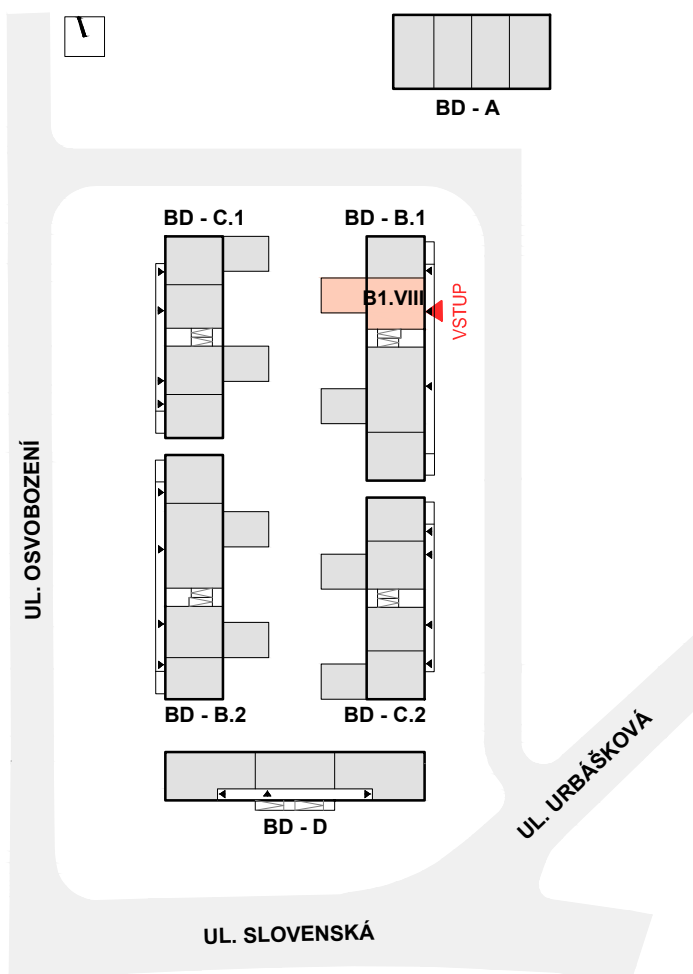 BD - A
BD - C.1
BD - B.1
B1.VIII
VSTUP
UL. OSVOBOZENÍ
BD - B.2
BD - C.2
UL. URBÁŠKOVÁ
BD - D
UL. SLOVENSKÁ